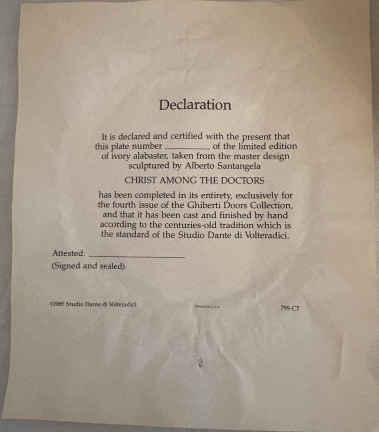 Declaration
It is declared and certified with the present that
this plate number __________ of the limited edition
of ivory alabaster, taken from the master design
sculptured by Alberto Santangela
CHRIST AMONG THE DOCTORS
has been completed in its entirety, exclusively for
the fourth issue of the Ghiberti Doors Collection,
and that it has been cast and finished by hand
according to the centuries-old tradition which is
the standard of the Studio Dante di Volteradici.
Attested: ____________________
(Signed and sealed)
Studio Dante di Volteradici